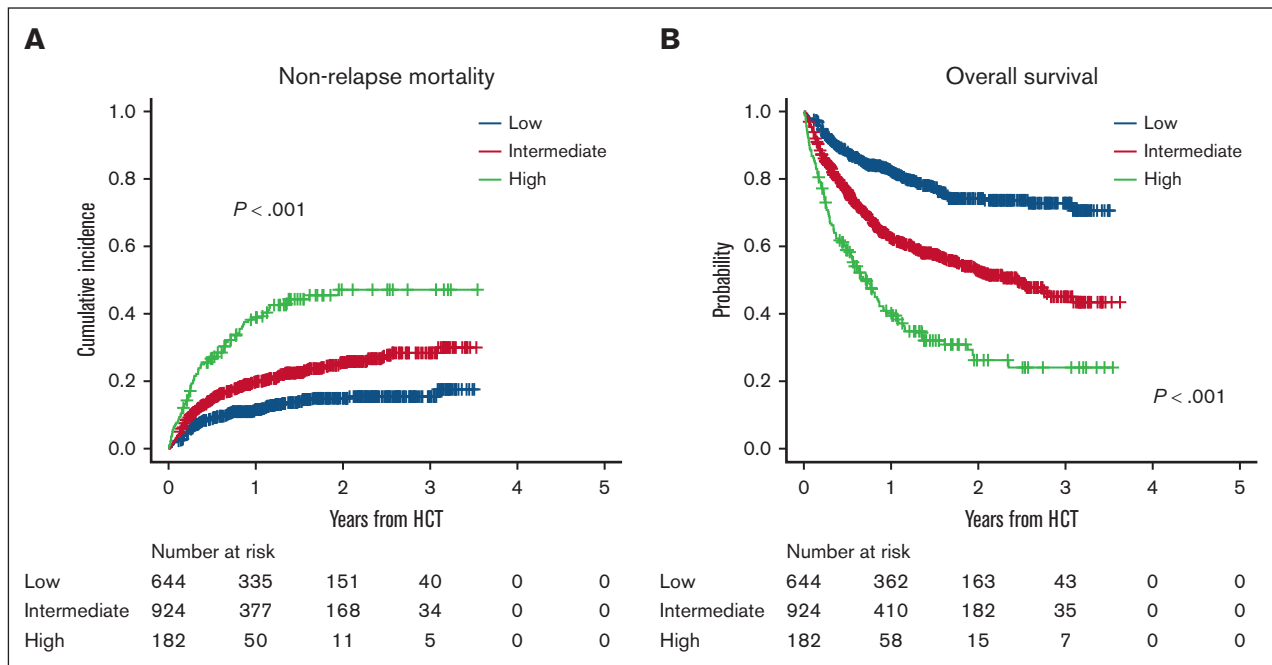 A
Non-relapse mortality
1.0
0.8
0.6
0.4
0.2
0.0
Cumulative incidence
Low
Intermediate
High
P < .001
0 1 2 3 4 5
Years from HCT
Number at risk
Low 644 335 151 40 0 0
Intermediate 924 377 168 34 0 0
High 182 50 11 5 0 0
B
Overall survival
1.0
0.8
0.6
0.4
0.2
0.0
Probability
Low
Intermediate
High
P < .001
0 1 2 3 4 5
Years from HCT
Number at risk
Low 644 362 163 43 0 0
Intermediate 924 410 182 35 0 0
High 182 58 15 7 0 0